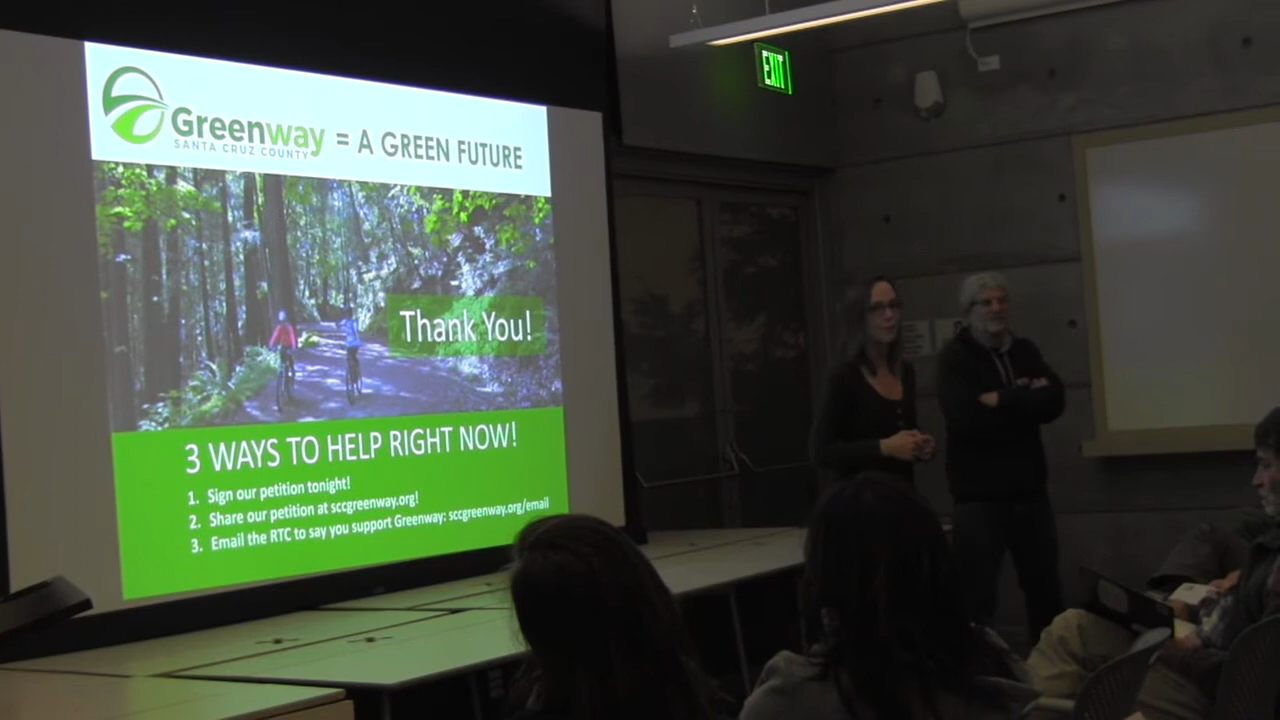 Greenway = A GREEN FUTURE
SANTA CRUZ COUNTY
Thank You!
3 WAYS TO HELP RIGHT NOW!
1. Sign our petition tonight!
2. Share our petition at sccgreenway.org!
3. Email the RTC to say you support Greenway: sccgreenway.org/email
EXIT